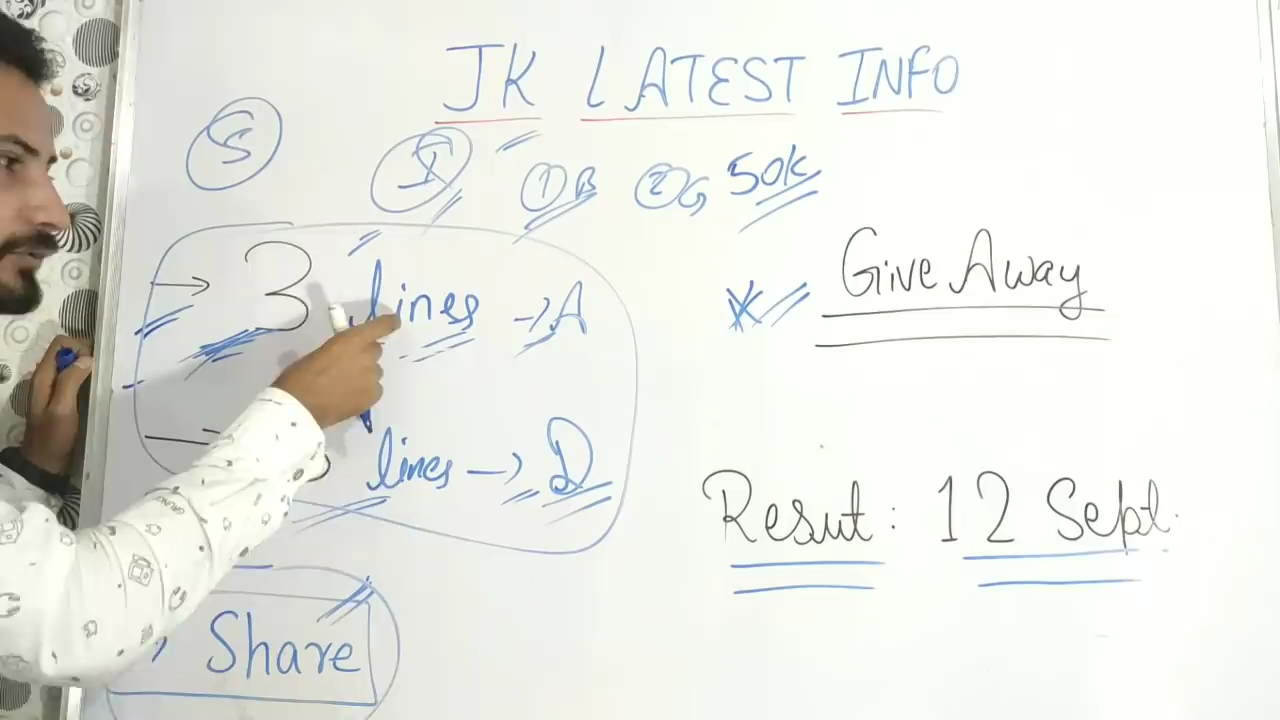 JK LATEST INFO
S
I 1 B 2 G 50K
Give Away
→ 3 lines → A
lines → D
Resut: 12 Sept.
Share